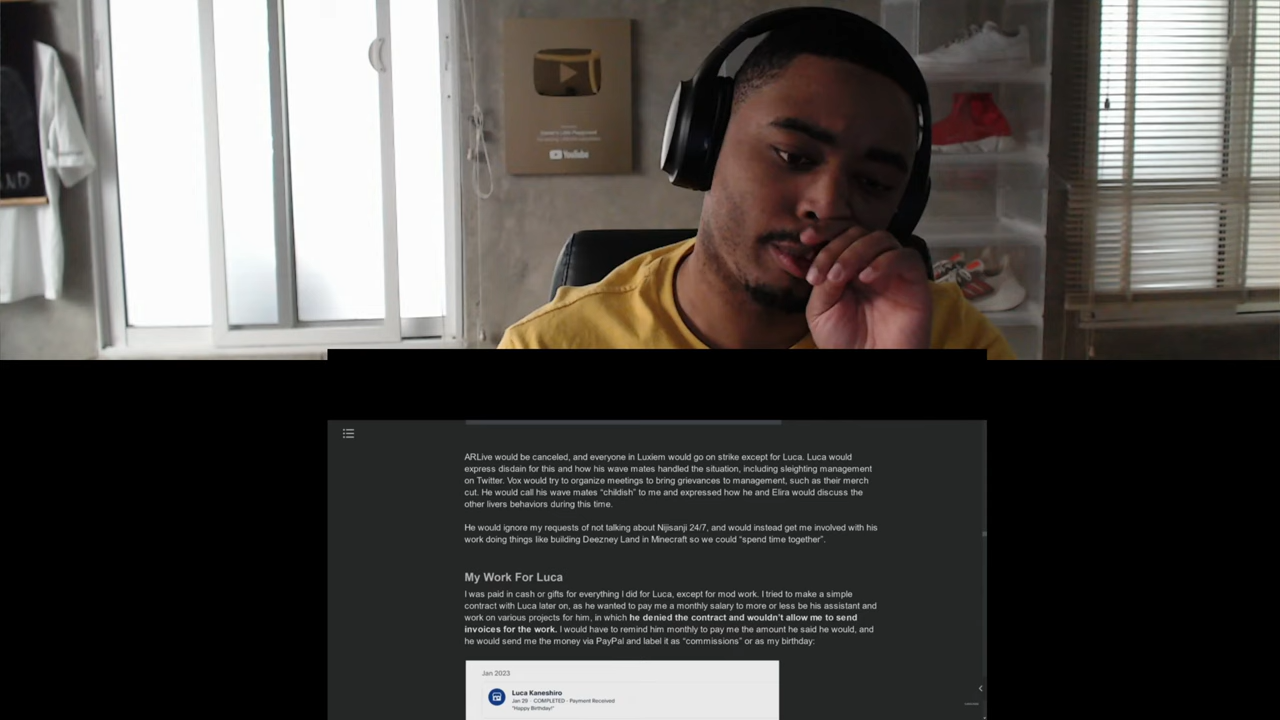 YouTube
ND
ARLive would be canceled, and everyone in Luxiem would go on strike except for Luca. Luca would
express disdain for this and how his wave mates handled the situation, including sleighting management
on Twitter. Vox would try to organize meetings to bring grievances to management, such as their merch
cut. He would call his wave mates “childish” to me and expressed how he and Elira would discuss the
other livers behaviors during this time.
He would ignore my requests of not talking about Nijisanji 24/7, and would instead get me involved with his
work doing things like building Deezney Land in Minecraft so we could “spend time together”.
My Work For Luca
I was paid in cash or gifts for everything I did for Luca, except for mod work. I tried to make a simple
contract with Luca later on, as he wanted to pay me a monthly salary to more or less be his assistant and
work on various projects for him, in which he denied the contract and wouldn’t allow me to send
invoices for the work. I would have to remind him monthly to pay me the amount he said he would, and
he would send me the money via PayPal and label it as “commissions” or as my birthday:
Jan 2023
Luca Kaneshiro
Jan 29 · COMPLETED · Payment Received
"Happy Birthday!"